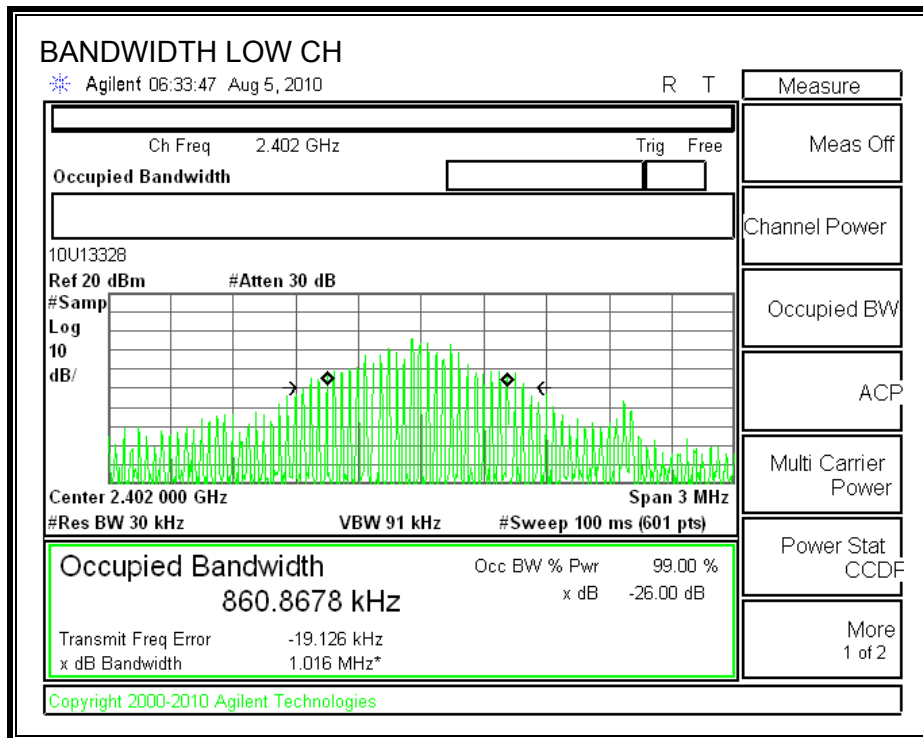 BANDWIDTH LOW CH
Agilent 06:33:47 Aug 5, 2010 R T
Ch Freq 2.402 GHz Trig Free
Occupied Bandwidth
10U13328
Ref 20 dBm #Atten 30 dB
#Samp
Log
10
dB/
Center 2.402 000 GHz Span 3 MHz
#Res BW 30 kHz VBW 91 kHz #Sweep 100 ms (601 pts)
Occupied Bandwidth
860.8678 kHz
Occ BW % Pwr 99.00 %
x dB -26.00 dB
Transmit Freq Error -19.126 kHz
x dB Bandwidth 1.016 MHz*
Copyright 2000-2010 Agilent Technologies
Measure
Meas Off
Channel Power
Occupied BW
ACP
Multi Carrier
Power
Power Stat
CCDF
More
1 of 2